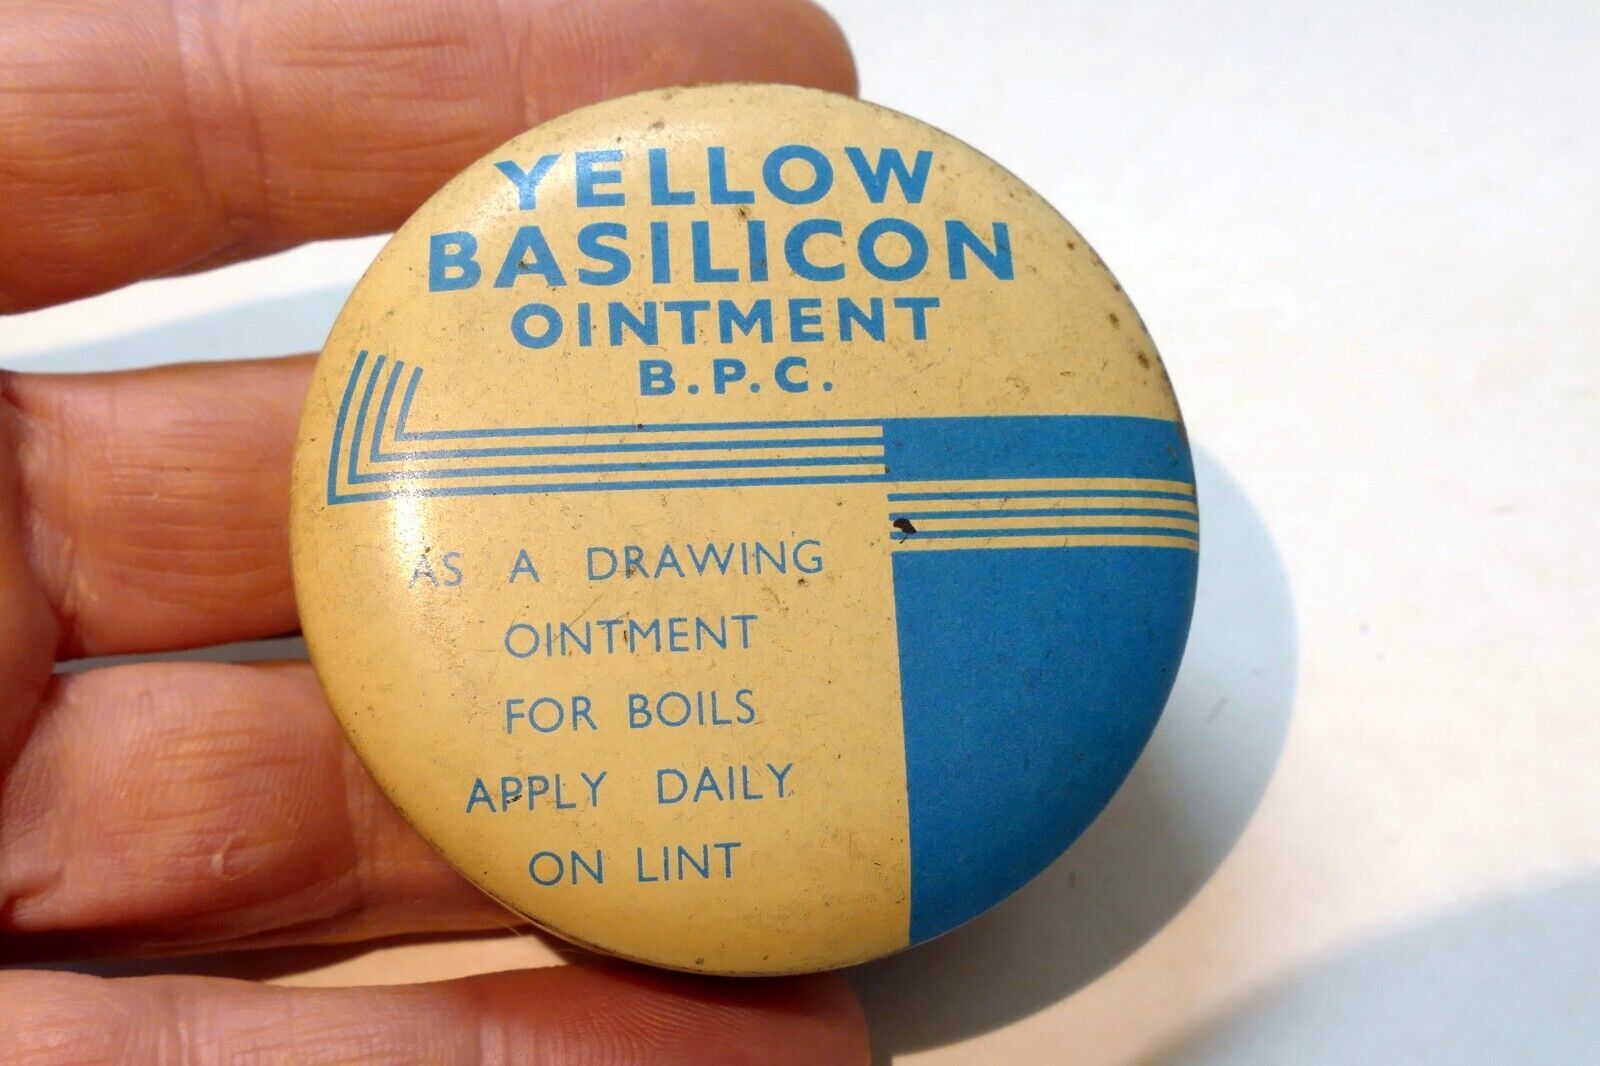 YELLOW
BASILICON
OINTMENT
B.P.C.
AS A DRAWING
OINTMENT
FOR BOILS
APPLY DAILY
ON LINT